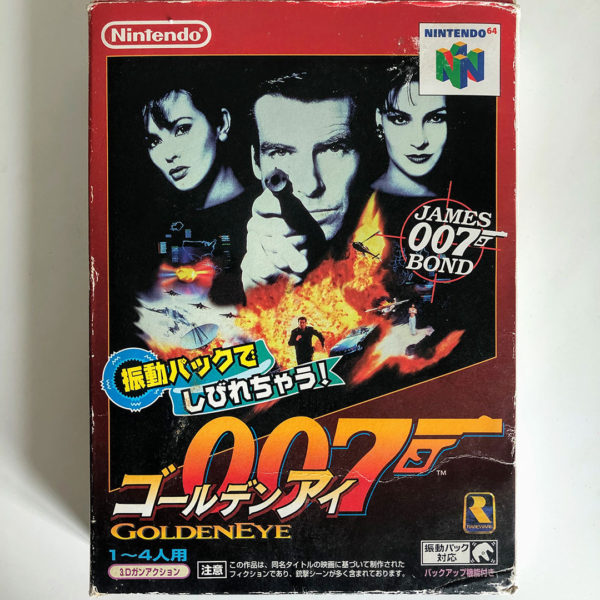 Nintendo
NINTENDO 64
JAMES
007
BOND
振動パックで
しびれちゃう!
007
TM
ゴールデンアイ
GOLDENEYE
1〜4人用
3Dガンアクション
注意
この作品は、同名タイトルの映画に基づいて制作された
フィクションであり、銃撃シーンが多く含まれております。
R
RAREWARE
振動パック
対応
バックアップ機能付き